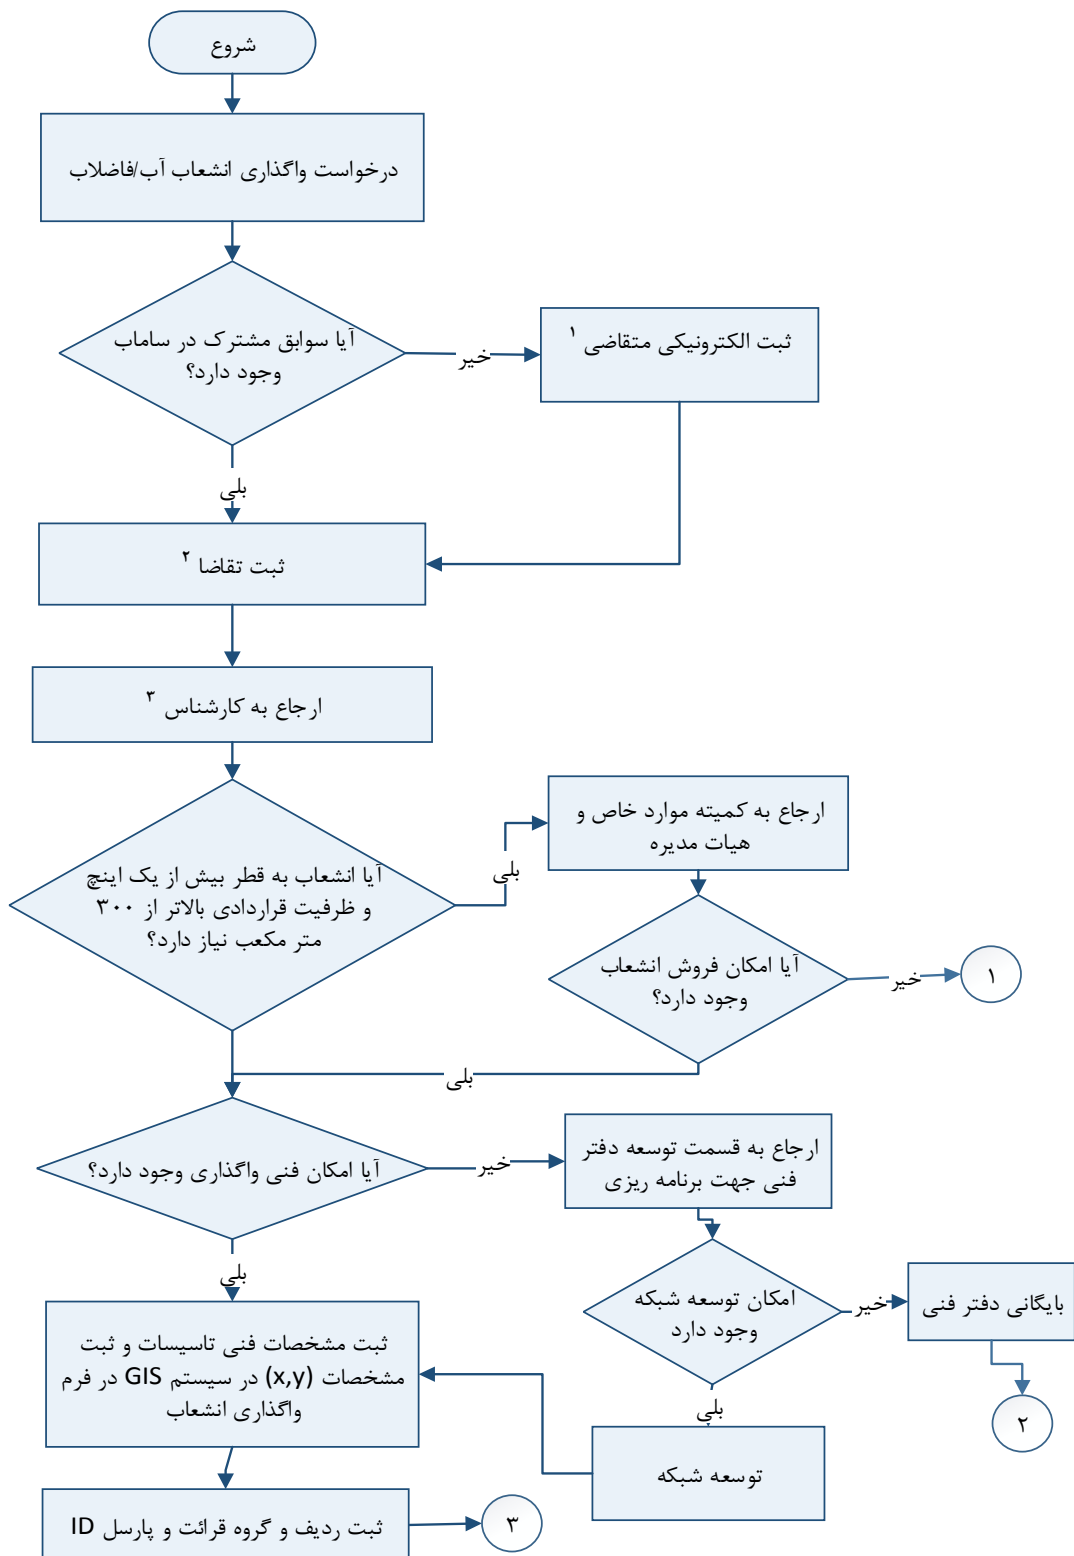 شروع
درخواست واگذاری انشعاب آب/فاضلاب
آیا سوابق مشترک در ساماب
وجود دارد؟
خیر
ثبت الکترونیکی متقاضی ۱
بلی
ثبت تقاضا ۲
ارجاع به کارشناس ۳
آیا انشعاب به قطر بیش از یک اینچ
و ظرفیت قراردادی بالاتر از ۳۰۰
متر مکعب نیاز دارد؟
بلی
ارجاع به کمیته موارد خاص و
هیات مدیره
آیا امکان فروش انشعاب
وجود دارد؟
خیر
۱
بلی
آیا امکان فنی واگذاری وجود دارد؟
خیر
ارجاع به قسمت توسعه دفتر
فنی جهت برنامه ریزی
امکان توسعه شبکه
وجود دارد
خیر
بایگانی دفتر فنی
۲
بلی
توسعه شبکه
بلی
ثبت مشخصات فنی تاسیسات و ثبت
مشخصات (x,y) در سیستم GIS در فرم
واگذاری انشعاب
ثبت ردیف و گروه قرائت و پارسل ID
۳